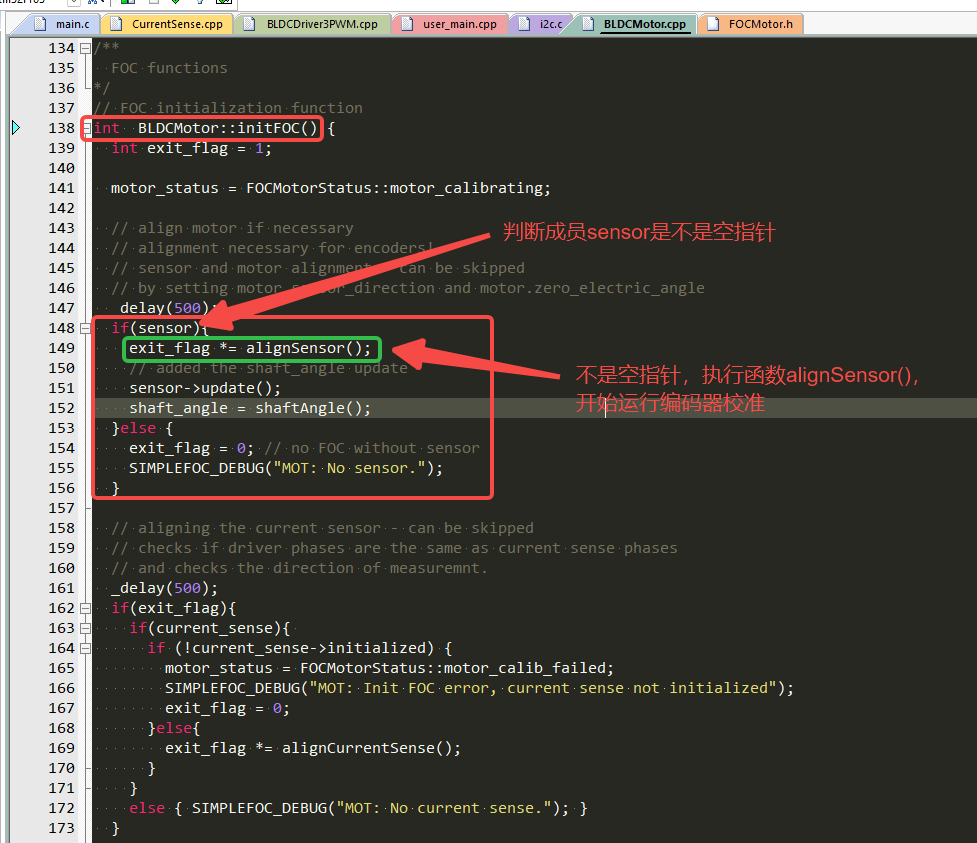 main.c CurrentSense.cpp BLDCDriver3PWM.cpp user_main.cpp i2c.c BLDCMotor.cpp FOCMotor.h
134 /**
135 FOC functions
136 */
137 // FOC initialization function
138 int BLDCMotor::initFOC() {
139 int exit_flag = 1;
140
141 motor_status = FOCMotorStatus::motor_calibrating;
142
143 // align motor if necessary
144 // alignment necessary for encoders!
判断成员sensor是不是空指针
145 // sensor and motor alignment - can be skipped
146 // by setting motor.sensor_direction and motor.zero_electric_angle
147 _delay(500);
148 if(sensor){
149 exit_flag *= alignSensor();
150 // added the shaft_angle update
151 sensor->update();
不是空指针，执行函数alignSensor(),
开始运行编码器校准
152 shaft_angle = shaftAngle();
153 }else {
154 exit_flag = 0; // no FOC without sensor
155 SIMPLEFOC_DEBUG("MOT: No sensor.");
156 }
157
158 // aligning the current sensor - can be skipped
159 // checks if driver phases are the same as current sense phases
160 // and checks the direction of measuremnt.
161 _delay(500);
162 if(exit_flag){
163 if(current_sense){
164 if (!current_sense->initialized) {
165 motor_status = FOCMotorStatus::motor_calib_failed;
166 SIMPLEFOC_DEBUG("MOT: Init FOC error, current sense not initialized");
167 exit_flag = 0;
168 }else{
169 exit_flag *= alignCurrentSense();
170 }
171 }
172 else { SIMPLEFOC_DEBUG("MOT: No current sense."); }
173 }